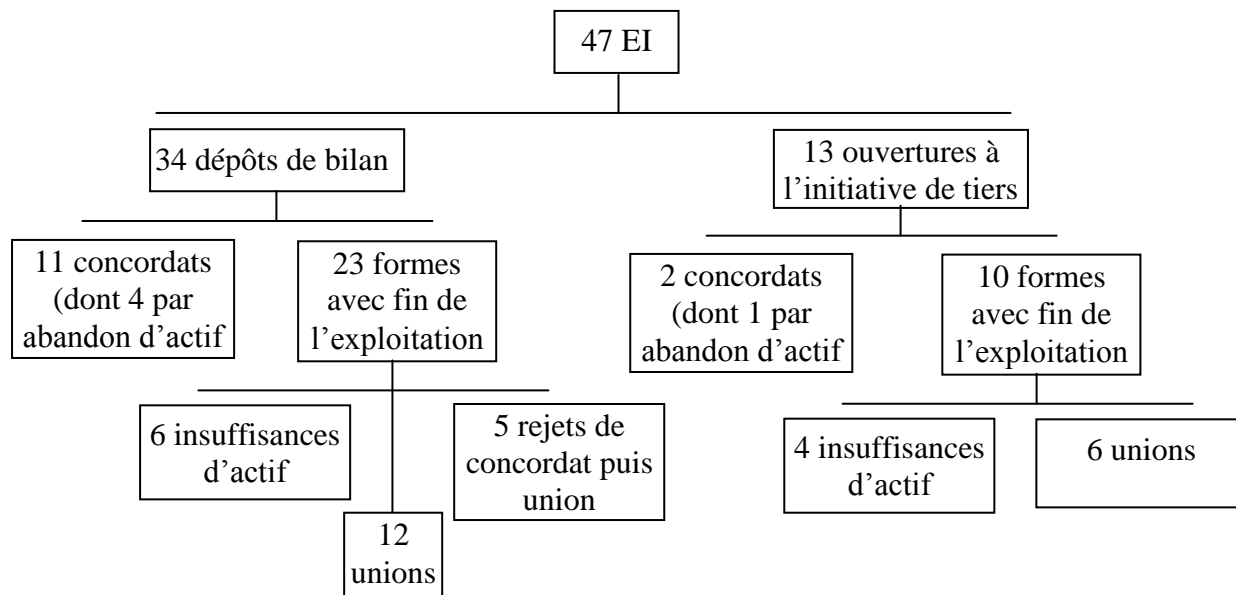 47 EI
34 dépôts de bilan
13 ouvertures à
l’initiative de tiers
11 concordats
(dont 4 par
abandon d’actif
23 formes
avec fin de
l’exploitation
2 concordats
(dont 1 par
abandon d’actif
10 formes
avec fin de
l’exploitation
6 insuffisances
d’actif
12
unions
5 rejets de
concordat puis
union
4 insuffisances
d’actif
6 unions